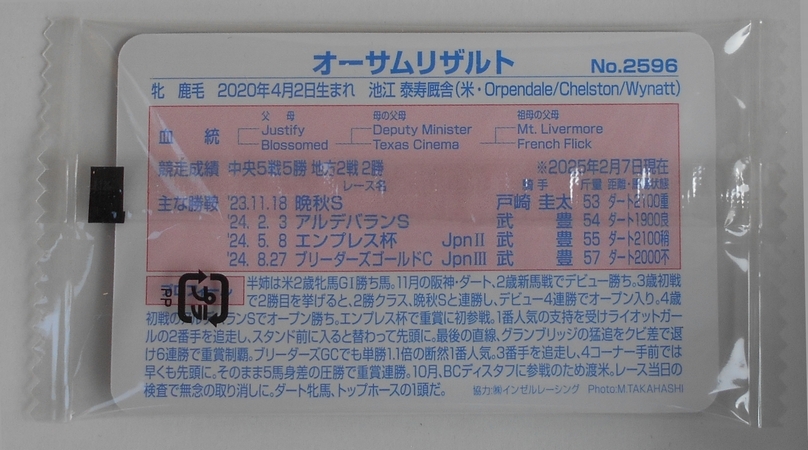 オーサムリザルト No.2596
牝 鹿毛 2020年4月2日生まれ 池江 泰寿厩舎(米・Orpendale/Chelston/Wynatt)
父 母 母の父母 祖母の父母
血統 Justify Deputy Minister Mt. Livermore
Blossomed Texas Cinema French Flick
競走成績 中央5戦5勝 地方2戦2勝 ※2025年2月7日現在
レース名 騎手 斤量 距離・馬場状態
主な勝鞍 '23.11.18 晩秋S 戸崎 圭太 53 ダート2100重
'24. 2. 3 アルデバランS 武 豊 54 ダート1900良
'24. 5. 8 エンプレス杯 JpnⅡ 武 豊 55 ダート2100稍
'24. 8.27 ブリーダーズゴールドC JpnⅢ 武 豊 57 ダート2000不
半姉は米2歳牝馬GⅠ勝ち馬。11月の阪神・ダート、2歳新馬戦でデビュー勝ち。3歳初戦
で2勝目を挙げると、2勝クラス、晩秋Sと連勝し、デビュー4連勝でオープン入り。4歳
初戦のアルデバランSでオープン勝ち。エンプレス杯で重賞に初参戦。1番人気の支持を受けライオットガ
ールの2番手を追走し、スタンド前に入ると替わって先頭に。最後の直線、グランブリッジの猛追をクビ差で退
け6連勝で重賞制覇。ブリーダーズGCでも単勝1.1倍の断然1番人気。3番手を追走し、4コーナー手前では
早くも先頭に。そのまま5馬身差の圧勝で重賞連勝。10月、BCディスタフに参戦のため渡米。レース当日の
検査で無念の取り消しに。ダート牝馬、トップホースの1頭だ。 協力:㈱インゼルレーシング Photo:M.TAKAHASHI
プラ
PP